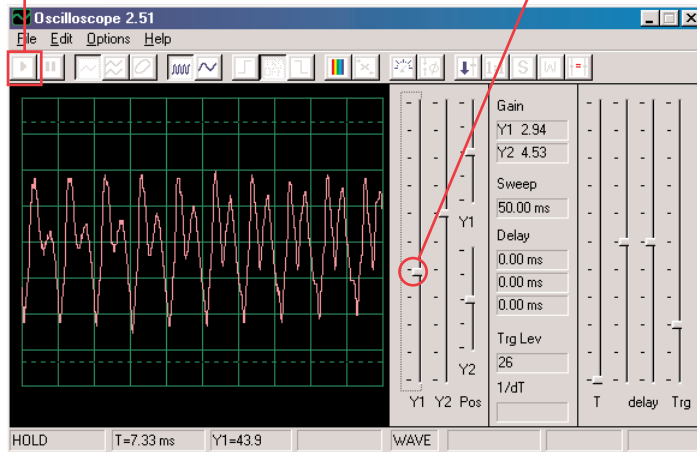 Oscilloscope 2.51
File Edit Options Help
S
Gain
Y1 2.94
Y2 4.53
Sweep
50.00 ms
Delay
0.00 ms
0.00 ms
0.00 ms
Trg Lev
26
1/dT
Y1
Y2
Y1 Y2 Pos
T delay Trg
HOLD T=7.33 ms Y1=43.9 WAVE